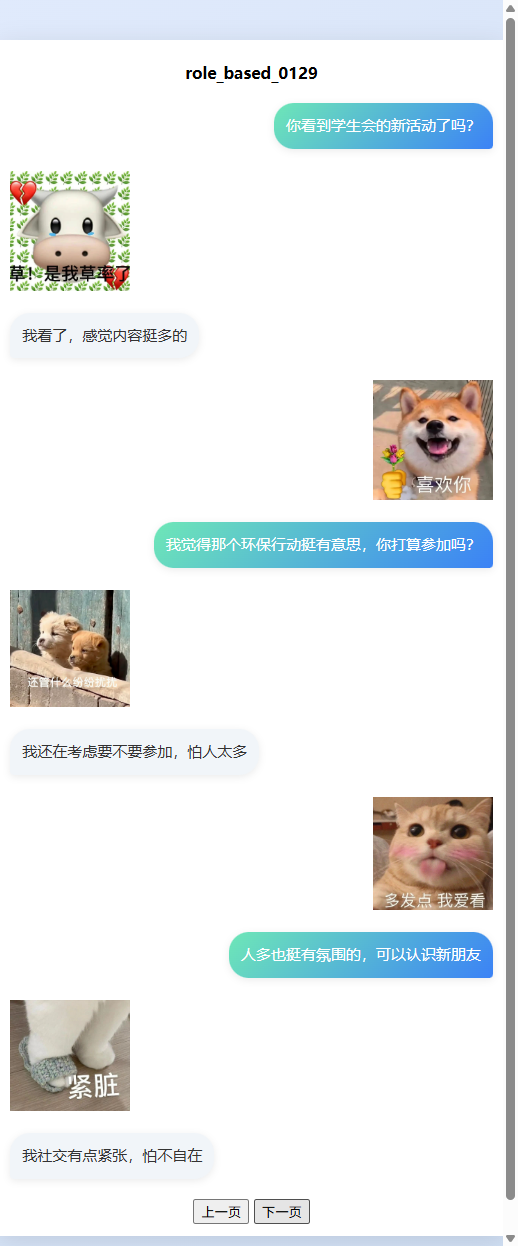 role_based_0129
你看到学生会的新活动了吗？
草！是我草率了
我看了，感觉内容挺多的
喜欢你
我觉得那个环保行动挺有意思，你打算参加吗？
还管什么纷纷扰扰
我还在考虑要不要参加，怕人太多
多发点 我爱看
人多也挺有氛围的，可以认识新朋友
紧脏
我社交有点紧张，怕不自在
上一页 下一页